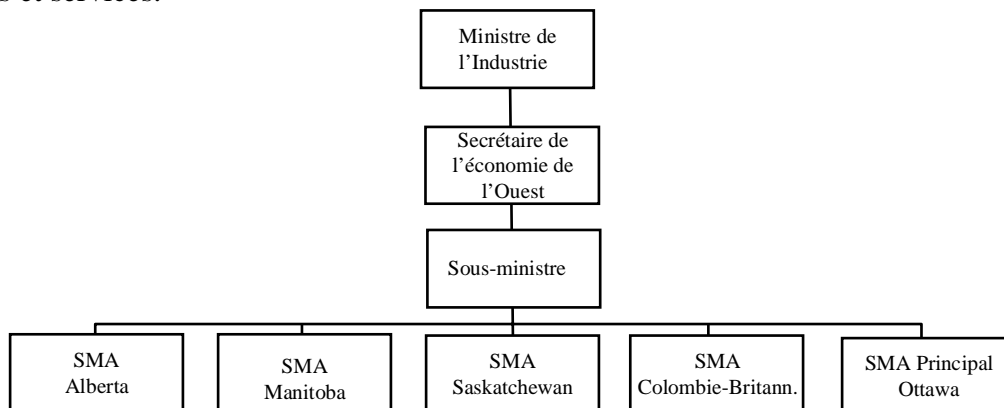 et services.
Ministre de
l’Industrie
Secrétaire de
l’économie de
l’Ouest
Sous-ministre
SMA
Alberta
SMA
Manitoba
SMA
Saskatchewan
SMA
Colombie-Britann.
SMA Principal
Ottawa